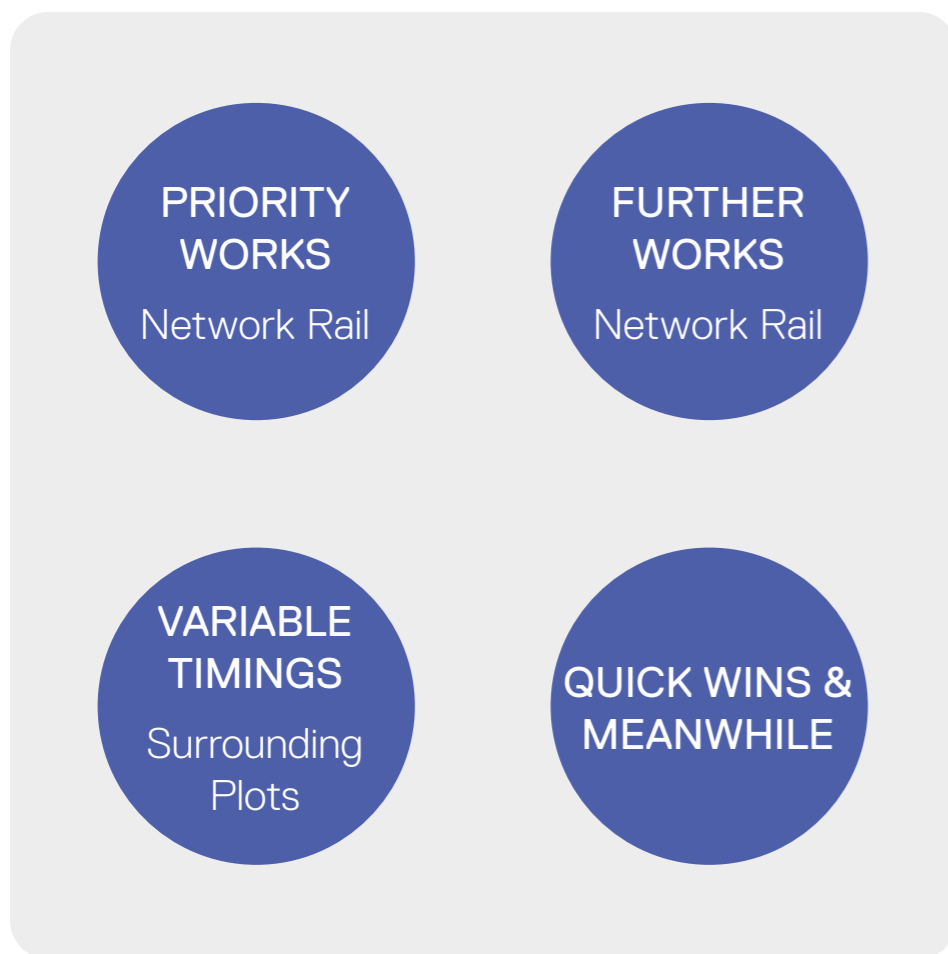 PRIORITY
WORKS
Network Rail
FURTHER
WORKS
Network Rail
VARIABLE
TIMINGS
Surrounding
Plots
QUICK WINS &
MEANWHILE